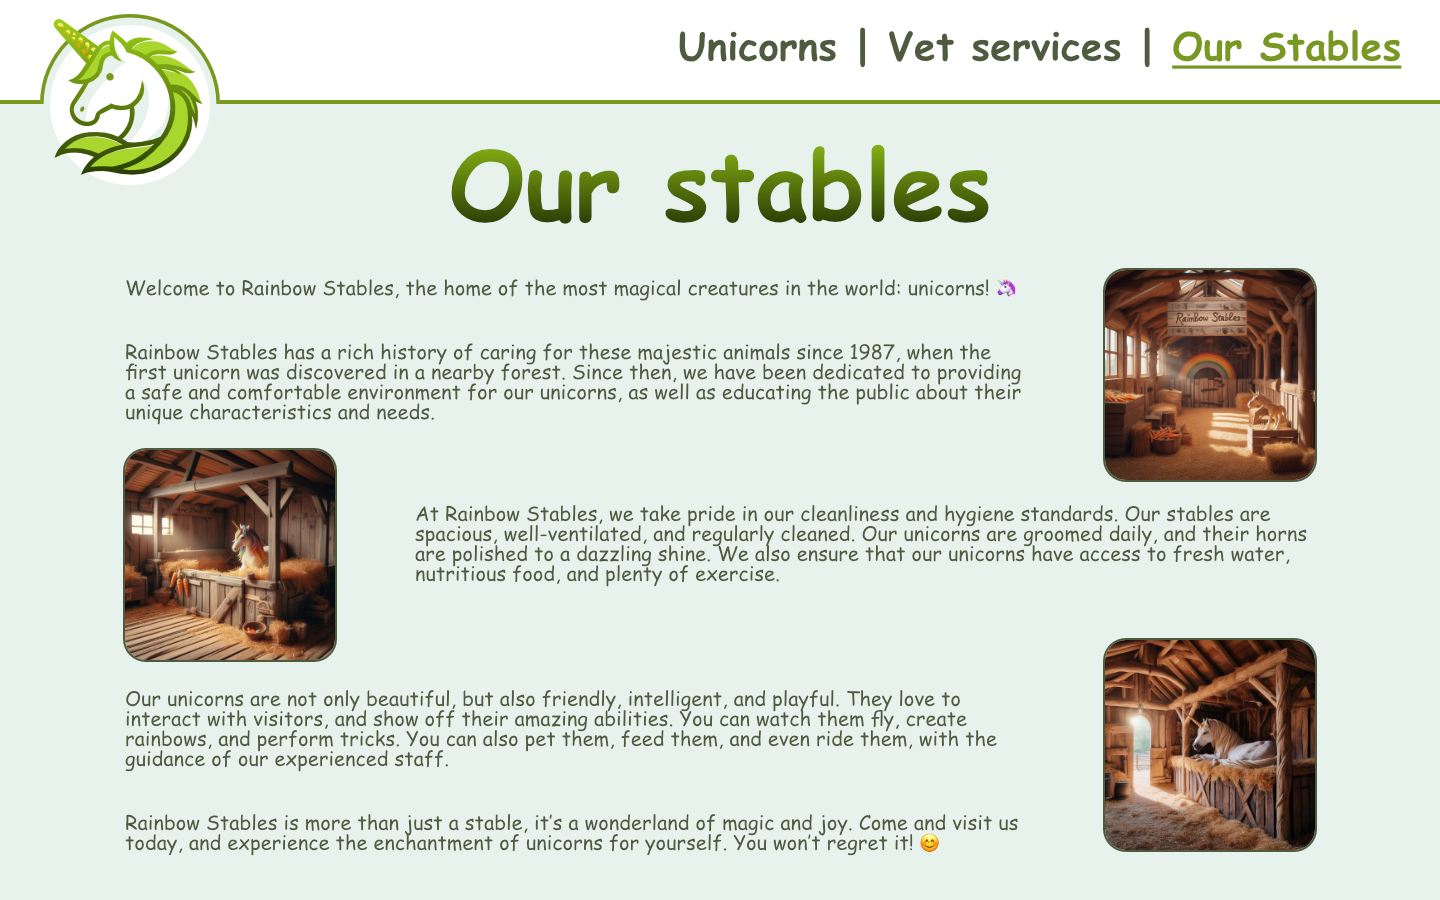 Unicorns | Vet services | Our Stables
Our stables
Welcome to Rainbow Stables, the home of the most magical creatures in the world: unicorns! 🦄
Rainbow Stables has a rich history of caring for these majestic animals since 1987, when the
first unicorn was discovered in a nearby forest. Since then, we have been dedicated to providing
a safe and comfortable environment for our unicorns, as well as educating the public about their
unique characteristics and needs.
Rainbow Stables
At Rainbow Stables, we take pride in our cleanliness and hygiene standards. Our stables are
spacious, well-ventilated, and regularly cleaned. Our unicorns are groomed daily, and their horns
are polished to a dazzling shine. We also ensure that our unicorns have access to fresh water,
nutritious food, and plenty of exercise.
Our unicorns are not only beautiful, but also friendly, intelligent, and playful. They love to
interact with visitors, and show off their amazing abilities. You can watch them fly, create
rainbows, and perform tricks. You can also pet them, feed them, and even ride them, with the
guidance of our experienced staff.
Rainbow Stables is more than just a stable, it’s a wonderland of magic and joy. Come and visit us
today, and experience the enchantment of unicorns for yourself. You won’t regret it! 😊